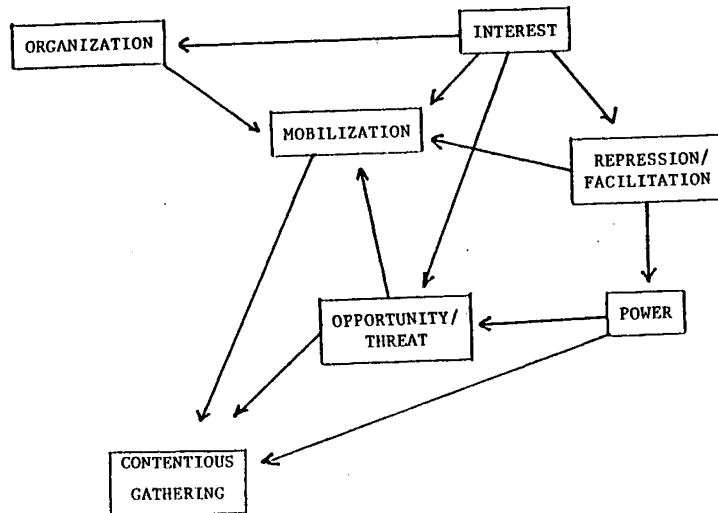 INTEREST
ORGANIZATION
MOBILIZATION
REPRESSION/
FACILITATION
OPPORTUNITY/
THREAT
POWER
CONTENTIOUS
GATHERING